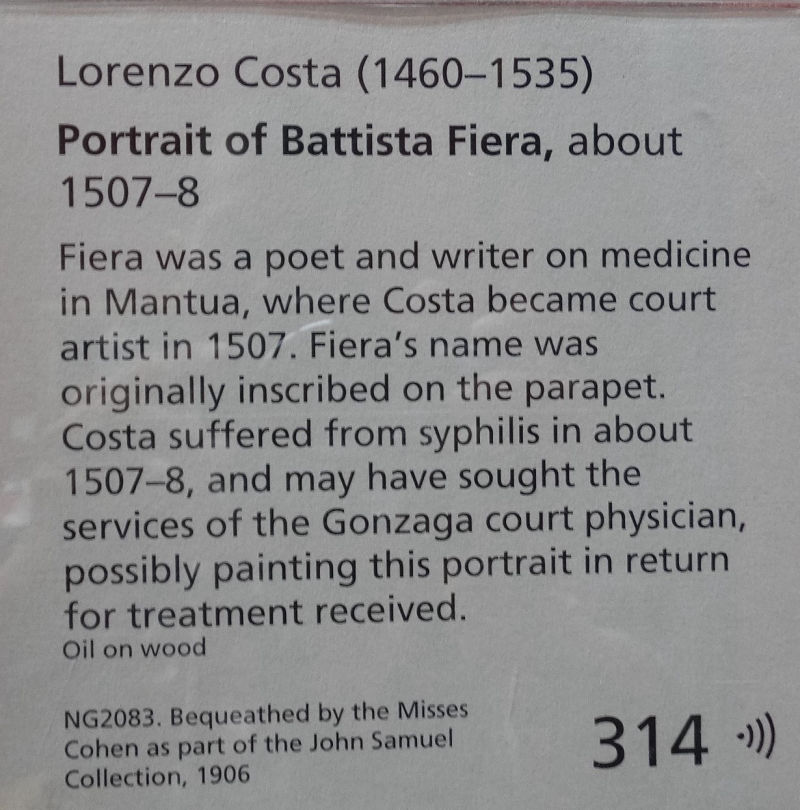 Lorenzo Costa (1460–1535)
Portrait of Battista Fiera, about
1507–8
Fiera was a poet and writer on medicine
in Mantua, where Costa became court
artist in 1507. Fiera's name was
originally inscribed on the parapet.
Costa suffered from syphilis in about
1507–8, and may have sought the
services of the Gonzaga court physician,
possibly painting this portrait in return
for treatment received.
Oil on wood
NG2083. Bequeathed by the Misses
Cohen as part of the John Samuel
Collection, 1906
314